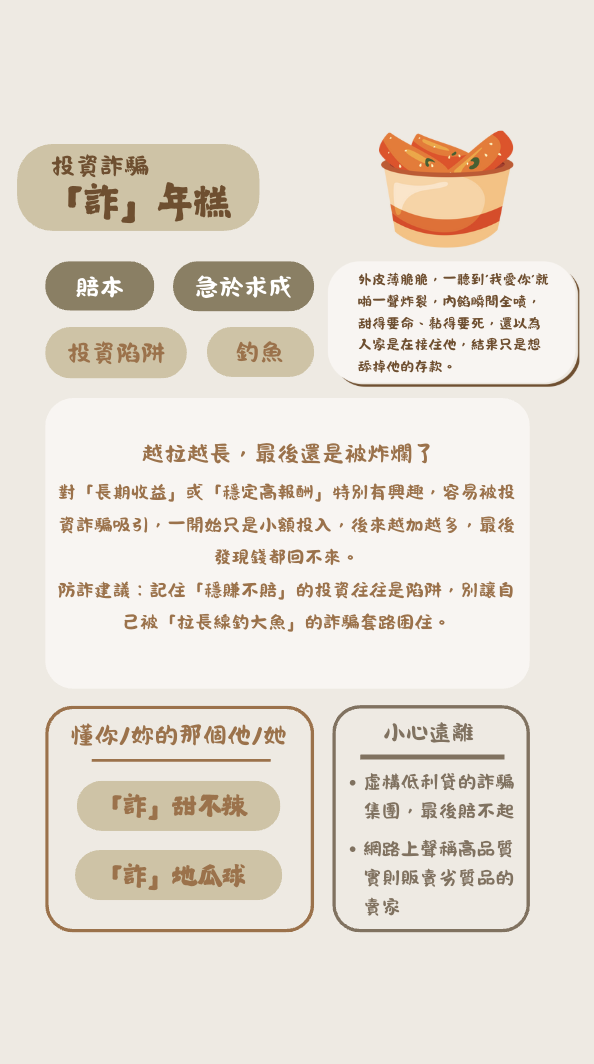 投資詐騙
「詐」年糕
賠本
急於求成
投資陷阱
釣魚
外皮薄脆脆，一聽到'我愛你'就
啪一聲炸裂，內餡瞬間全噴，
甜得要命、黏得要死，還以為
人家是在接住他，結果只是想
舔掉他的存款。
越拉越長，最後還是被炸爛了
對「長期收益」或「穩定高報酬」特別有興趣，容易被投
資詐騙吸引，一開始只是小額投入，後來越加越多，最後
發現錢都回不來。
防詐建議：記住「穩賺不賠」的投資往往是陷阱，別讓自
己被「拉長線釣大魚」的詐騙套路困住。
懂你/妳的那個他/她
「詐」甜不辣
「詐」地瓜球
小心遠離
• 虛構低利貸的詐騙
集團，最後賠不起
• 網路上聲稱高品質
實則販賣劣質品的
賣家